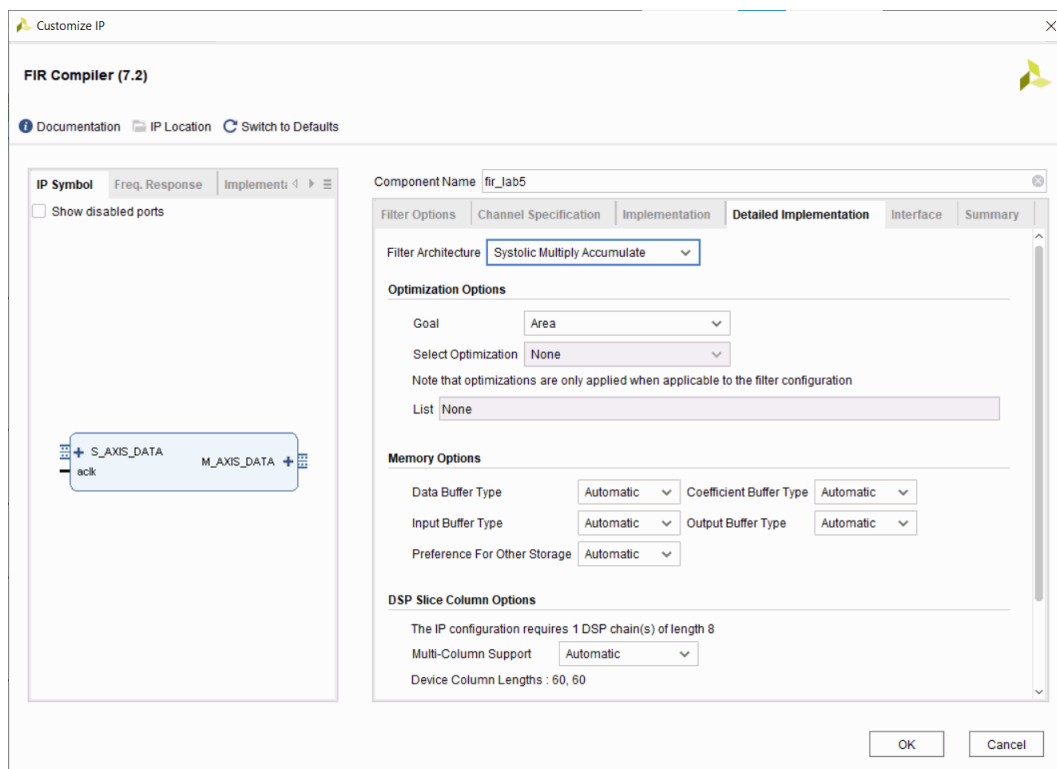 Customize IP
FIR Compiler (7.2)
Documentation IP Location Switch to Defaults
IP Symbol Freq. Response Implementa
Show disabled ports
S_AXIS_DATA
aclk
M_AXIS_DATA
Component Name fir_lab5
Filter Options Channel Specification Implementation Detailed Implementation Interface Summary
Filter Architecture Systolic Multiply Accumulate
Optimization Options
Goal Area
Select Optimization None
Note that optimizations are only applied when applicable to the filter configuration
List None
Memory Options
Data Buffer Type Automatic Coefficient Buffer Type Automatic
Input Buffer Type Automatic Output Buffer Type Automatic
Preference For Other Storage Automatic
DSP Slice Column Options
The IP configuration requires 1 DSP chain(s) of length 8
Multi-Column Support Automatic
Device Column Lengths : 60, 60
OK Cancel